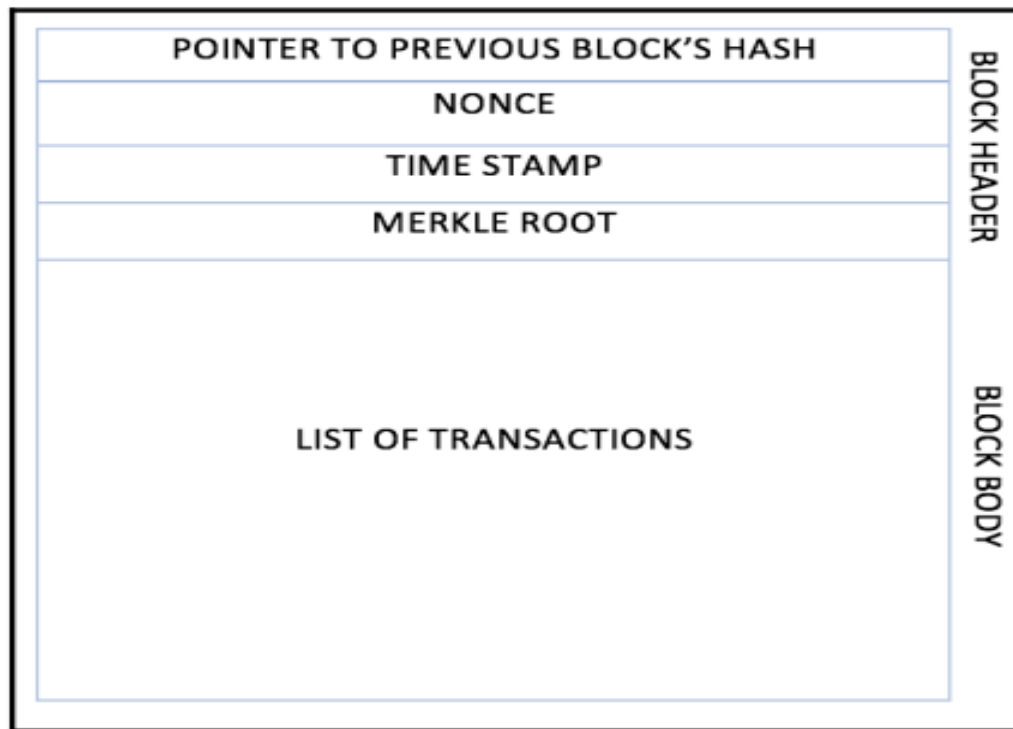 POINTER TO PREVIOUS BLOCK’S HASH
NONCE
TIME STAMP
MERKLE ROOT
BLOCK HEADER
LIST OF TRANSACTIONS
BLOCK BODY